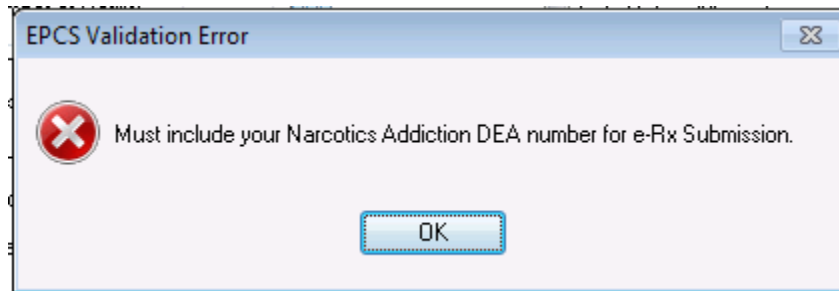 EPCS Validation Error
Must include your Narcotics Addiction DEA number for e-Rx Submission.
OK